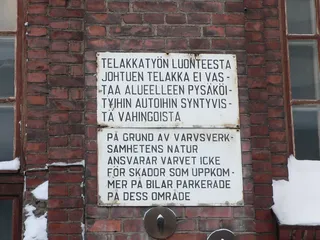 TELAKKATYÖN LUONTEESTA
JOHTUEN TELAKKA EI VAS-
TAA ALUEELLEEN PYSÄKÖI-
TYIHIN AUTOIHIN SYNTYVIS-
TÄ VAHINGOISTA
PÅ GRUND AV VARVSVERK-
SAMHETENS NATUR
ANSVARAR VARVET ICKE
FÖR SKADOR SOM UPPKOM-
MER PÅ BILAR PARKERADE
PÅ DESS OMRÅDE